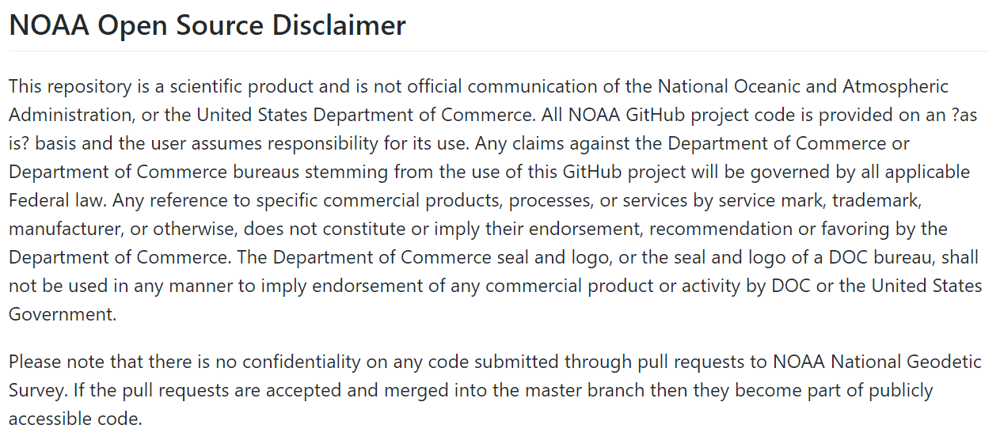 NOAA Open Source Disclaimer
This repository is a scientific product and is not official communication of the National Oceanic and Atmospheric
Administration, or the United States Department of Commerce. All NOAA GitHub project code is provided on an ?as
is? basis and the user assumes responsibility for its use. Any claims against the Department of Commerce or
Department of Commerce bureaus stemming from the use of this GitHub project will be governed by all applicable
Federal law. Any reference to specific commercial products, processes, or services by service mark, trademark,
manufacturer, or otherwise, does not constitute or imply their endorsement, recommendation or favoring by the
Department of Commerce. The Department of Commerce seal and logo, or the seal and logo of a DOC bureau, shall
not be used in any manner to imply endorsement of any commercial product or activity by DOC or the United States
Government.
Please note that there is no confidentiality on any code submitted through pull requests to NOAA National Geodetic
Survey. If the pull requests are accepted and merged into the master branch then they become part of publicly
accessible code.